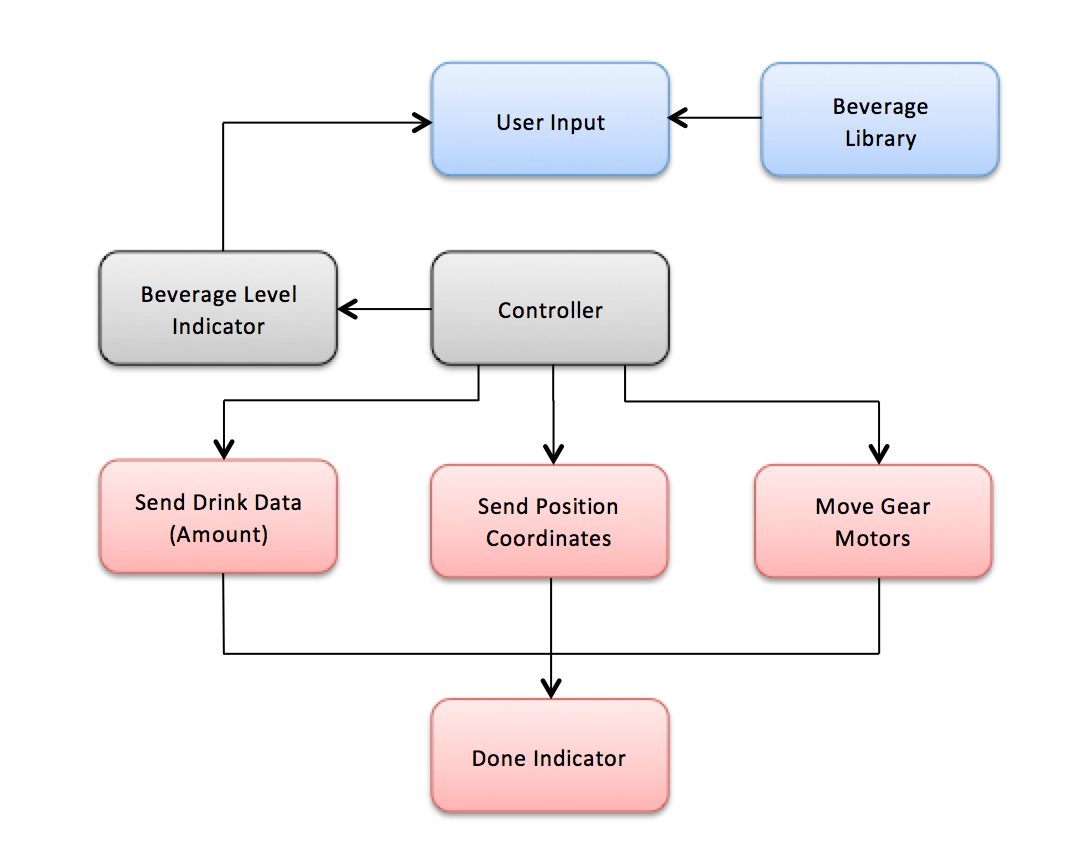 User Input
Beverage
Library
Beverage Level
Indicator
Controller
Send Drink Data
(Amount)
Send Position
Coordinates
Move Gear
Motors
Done Indicator